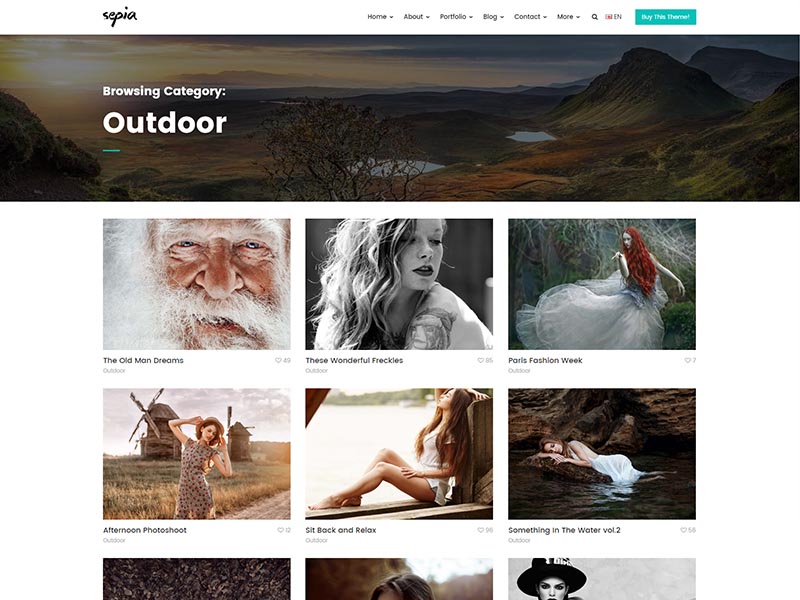 sepia
Home About Portfolio Blog Contact More EN Buy This Theme!
Browsing Category:
Outdoor
The Old Man Dreams 49
Outdoor
These Wonderful Freckles 85
Outdoor
Paris Fashion Week 7
Outdoor
Afternoon Photoshoot 12
Outdoor
Sit Back and Relax 96
Outdoor
Something In The Water vol.2 56
Outdoor